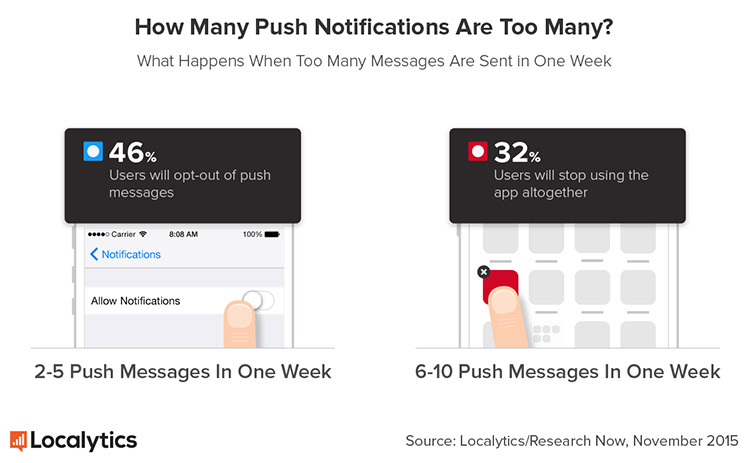 How Many Push Notifications Are Too Many?
What Happens When Too Many Messages Are Sent in One Week
46%
Users will opt-out of push
messages
Carrier 8:08 AM 100%
Notifications
Allow Notifications
2-5 Push Messages In One Week
32%
Users will stop using the
app altogether
6-10 Push Messages In One Week
Localytics
Source: Localytics/Research Now, November 2015